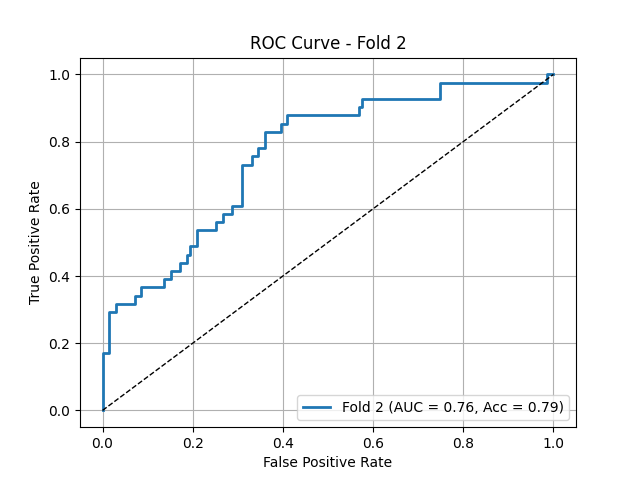 ROC Curve - Fold 2
1.0
0.8
0.6
0.4
0.2
0.0
True Positive Rate
0.0 0.2 0.4 0.6 0.8 1.0
False Positive Rate
Fold 2 (AUC = 0.76, Acc = 0.79)